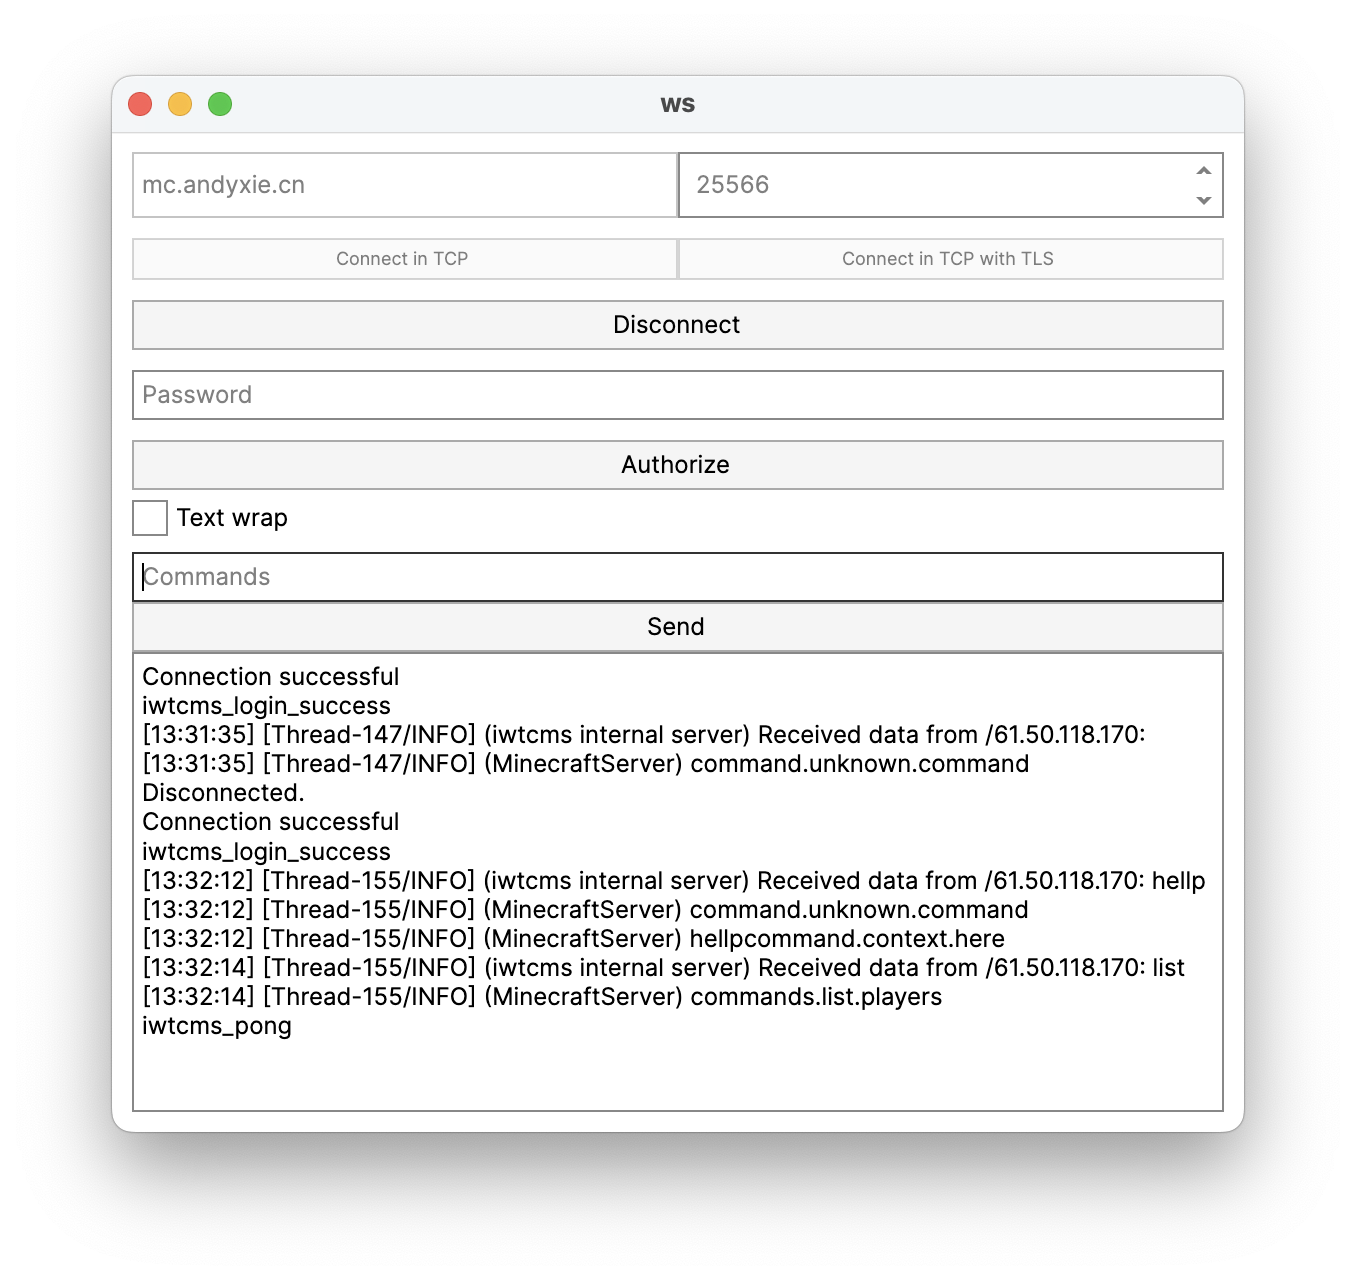 ws
mc.andyxie.cn
25566
Connect in TCP
Connect in TCP with TLS
Disconnect
Password
Authorize
Text wrap
Commands
Send
Connection successful
iwtcms_login_success
[13:31:35] [Thread-147/INFO] (iwtcms internal server) Received data from /61.50.118.170:
[13:31:35] [Thread-147/INFO] (MinecraftServer) command.unknown.command
Disconnected.
Connection successful
iwtcms_login_success
[13:32:12] [Thread-155/INFO] (iwtcms internal server) Received data from /61.50.118.170: hellp
[13:32:12] [Thread-155/INFO] (MinecraftServer) command.unknown.command
[13:32:12] [Thread-155/INFO] (MinecraftServer) hellpcommand.context.here
[13:32:14] [Thread-155/INFO] (iwtcms internal server) Received data from /61.50.118.170: list
[13:32:14] [Thread-155/INFO] (MinecraftServer) commands.list.players
iwtcms_pong